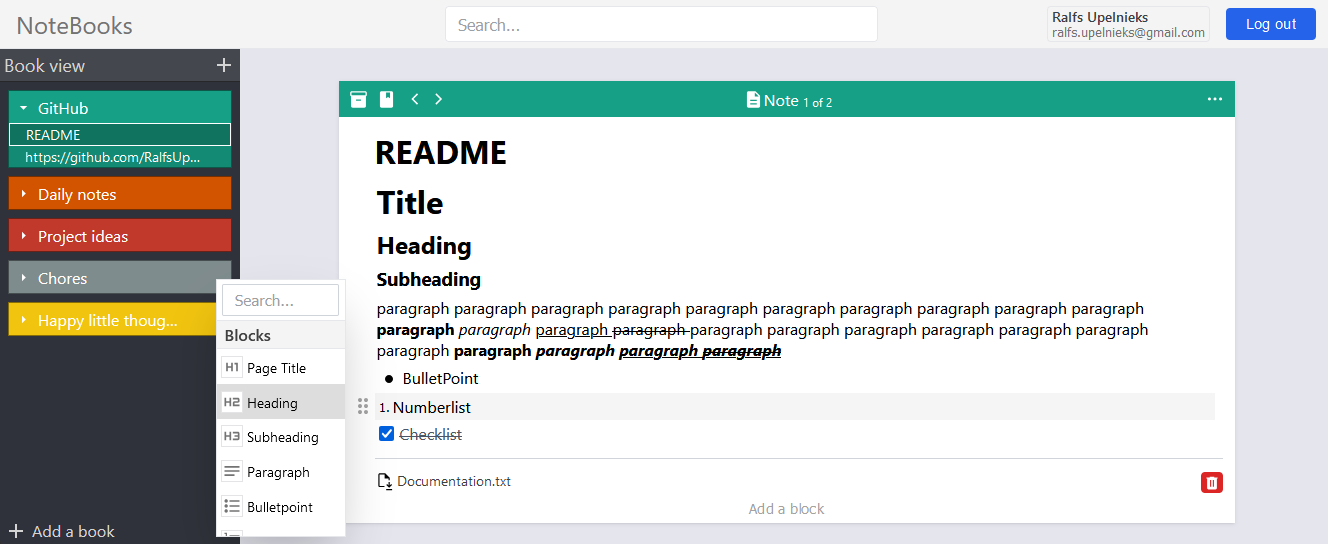 NoteBooks
Search...
Ralfs Upelnieks
ralfs.upelnieks@gmail.com
Log out
Book view
GitHub
README
https://github.com/RalfsUp...
Daily notes
Project ideas
Chores
Happy little thoug...
Add a book
Search...
Blocks
H1 Page Title
H2 Heading
H3 Subheading
Paragraph
Bulletpoint
Note 1 of 2
README
Title
Heading
Subheading
paragraph paragraph paragraph paragraph paragraph paragraph paragraph paragraph paragraph paragraph
paragraph paragraph paragraph paragraph paragraph paragraph paragraph paragraph paragraph paragraph
paragraph paragraph paragraph paragraph paragraph
BulletPoint
1. Numberlist
Checklist
Documentation.txt
Add a block